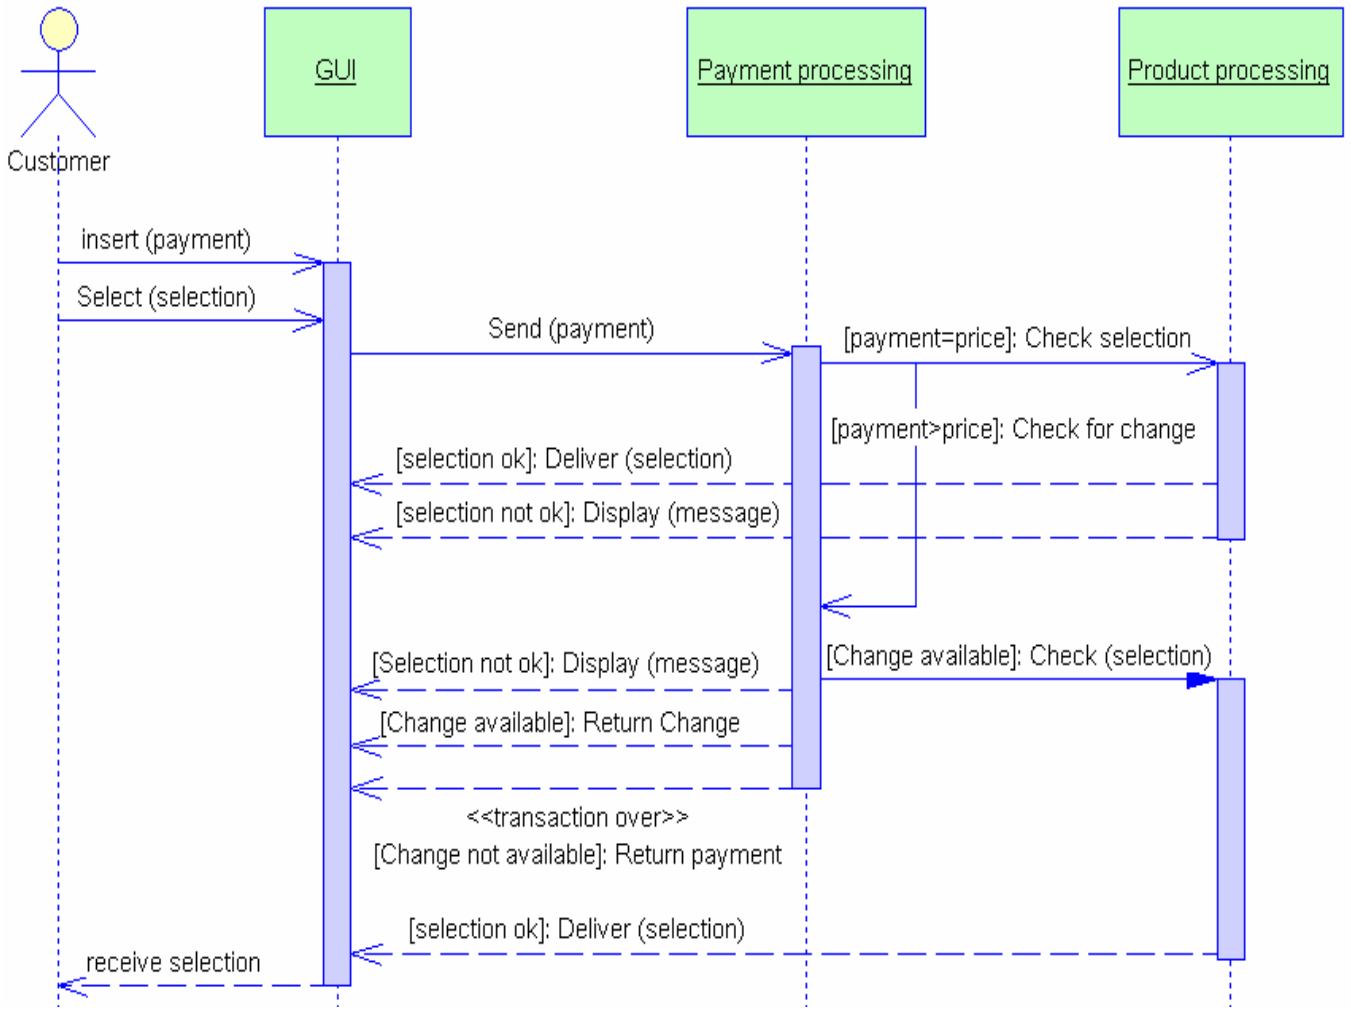 GUI
Payment processing
Product processing
Customer
insert (payment)
Select (selection)
Send (payment)
[payment=price]: Check selection
[payment>price]: Check for change
[selection ok]: Deliver (selection)
[selection not ok]: Display (message)
[Selection not ok]: Display (message)
[Change available]: Check (selection)
[Change available]: Return Change
<<transaction over>>
[Change not available]: Return payment
[selection ok]: Deliver (selection)
receive selection